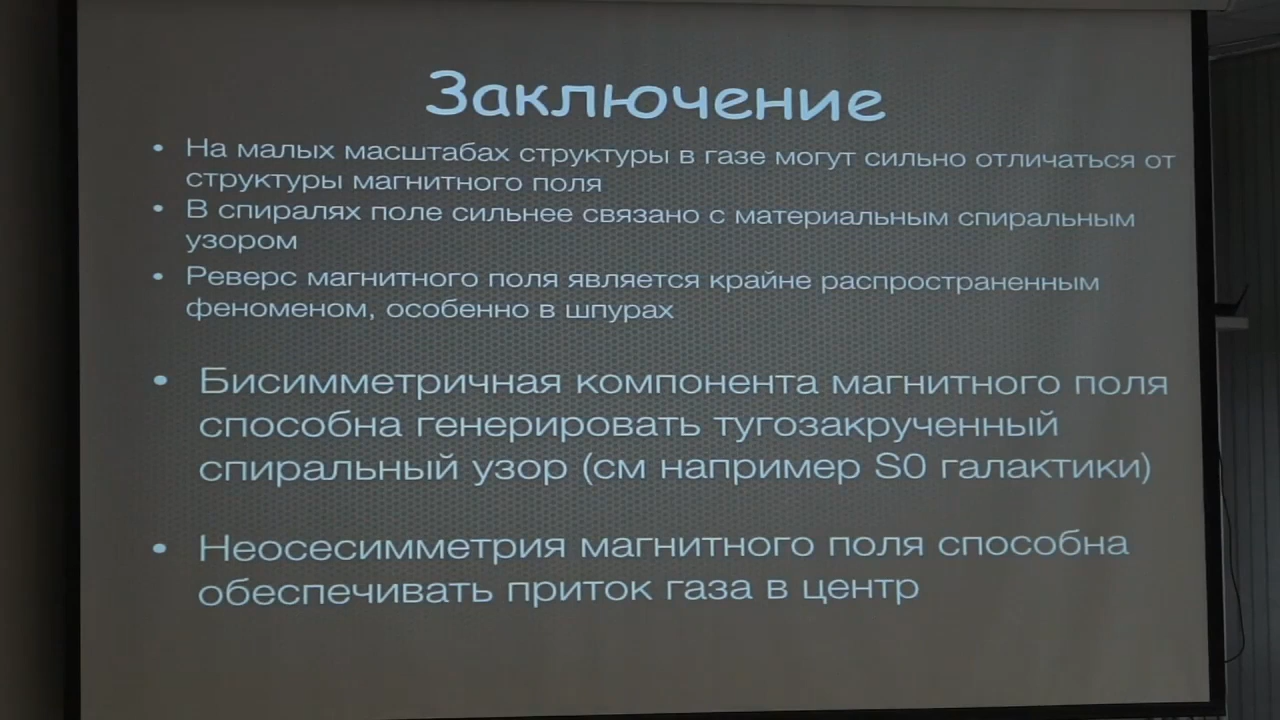 Заключение
• На малых масштабах структуры в газе могут сильно отличаться от
структуры магнитного поля
• В спиралях поле сильнее связано с материальным спиральным
узором
• Реверс магнитного поля является крайне распространенным
феноменом, особенно в шпурах
• Бисимметричная компонента магнитного поля
способна генерировать тугозакрученный
спиральный узор (см например S0 галактики)
• Неосесимметрия магнитного поля способна
обеспечивать приток газа в центр